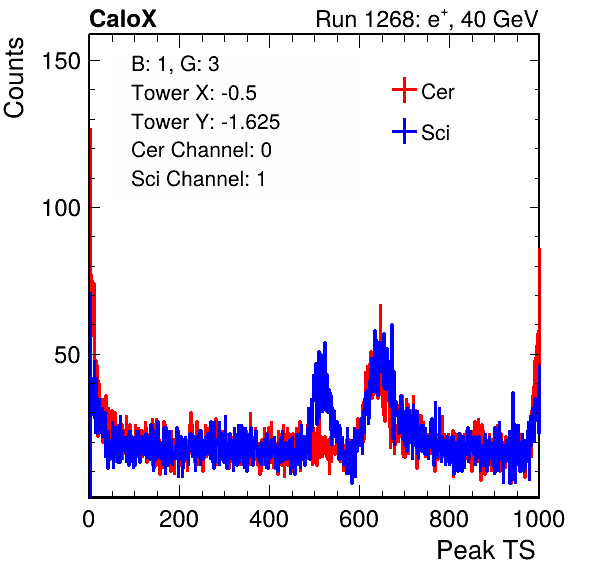 CaloX Run 1268: e⁺, 40 GeV
Counts
B: 1, G: 3
Tower X: -0.5
Tower Y: -1.625
Cer Channel: 0
Sci Channel: 1
Cer
Sci
150
100
50
0 200 400 600 800 1000
Peak TS